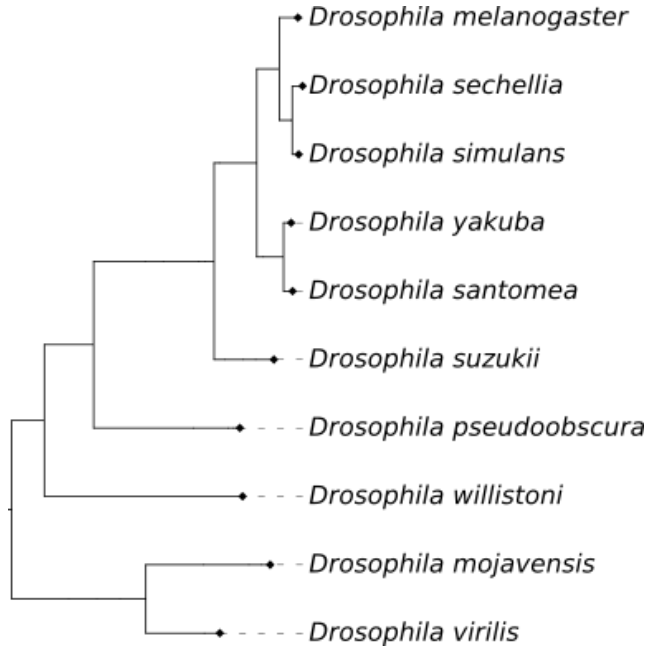 Drosophila melanogaster
Drosophila sechellia
Drosophila simulans
Drosophila yakuba
Drosophila santomea
Drosophila suzukii
Drosophila pseudoobscura
Drosophila willistoni
Drosophila mojavensis
Drosophila virilis